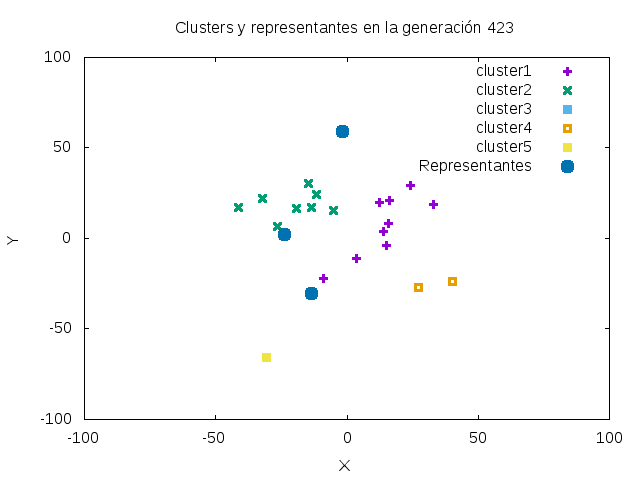 Clusters y representantes en la generación 423
100
50
0
-50
-100
-100
-50
0
50
100
Y
X
cluster1
cluster2
cluster3
cluster4
cluster5
Representantes